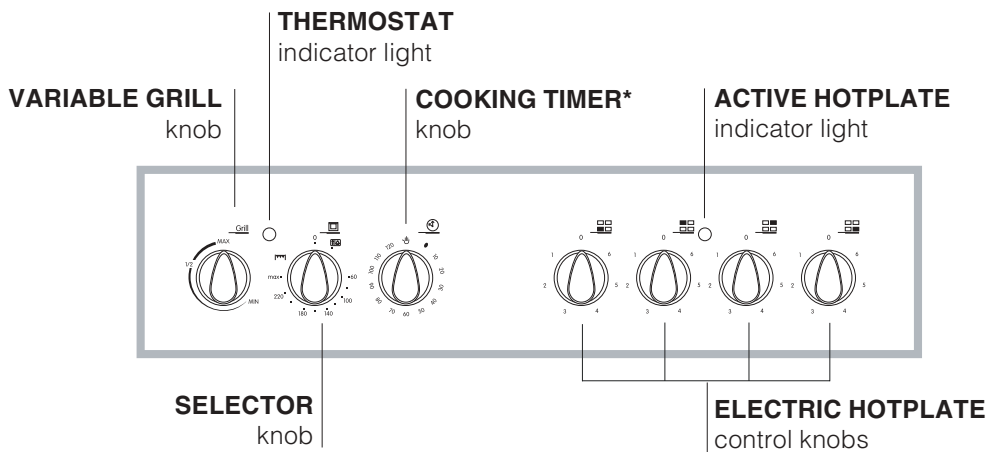 THERMOSTAT
indicator light
VARIABLE GRILL
knob
COOKING TIMER*
knob
ACTIVE HOTPLATE
indicator light
Grill
MAX
1/2
MIN
0
60
100
140
180
220
max
10
20
30
40
50
60
70
80
90
100
110
120
0
1
2
3
4
5
6
0
1
2
3
4
5
6
0
1
2
3
4
5
6
0
1
2
3
4
5
6
SELECTOR
knob
ELECTRIC HOTPLATE
control knobs